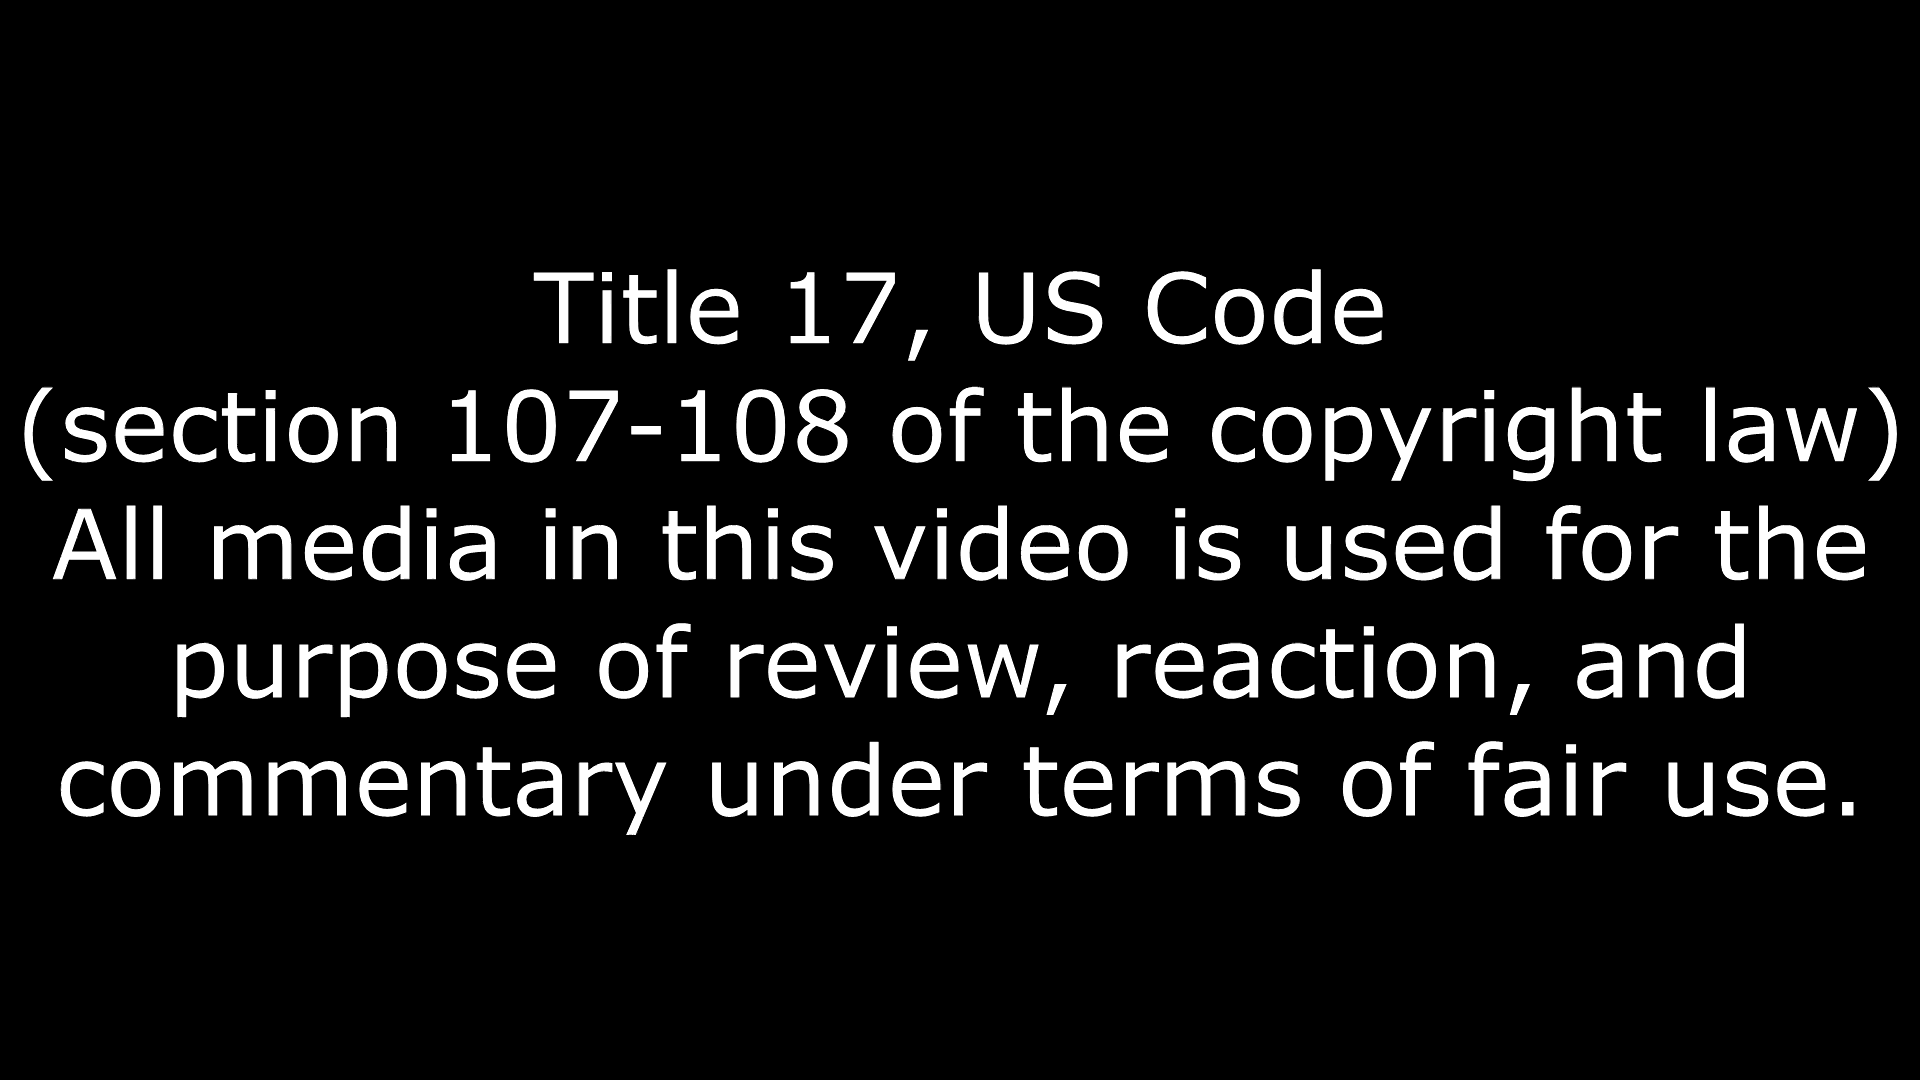 Title 17, US Code
(section 107-108 of the copyright law)
All media in this video is used for the
purpose of review, reaction, and
commentary under terms of fair use.